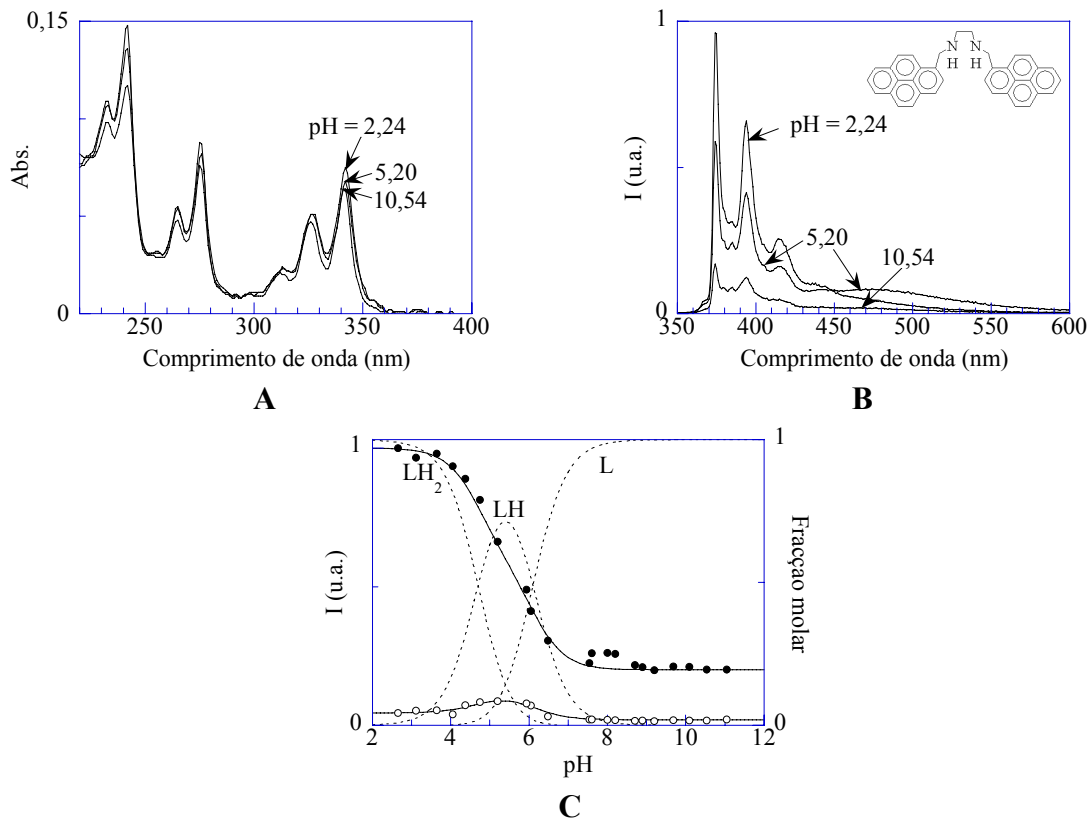 0,15
Abs.
0
pH = 2,24
5,20
10,54
250
300
350
400
Comprimento de onda (nm)
A
1
I (u.a.)
0
N
H
N
H
pH = 2,24
5,20
10,54
350
400
450
500
550
600
Comprimento de onda (nm)
B
1
I (u.a.)
0
LH2
LH
L
1
Fracçao molar
0
2
4
6
8
10
12
pH
C